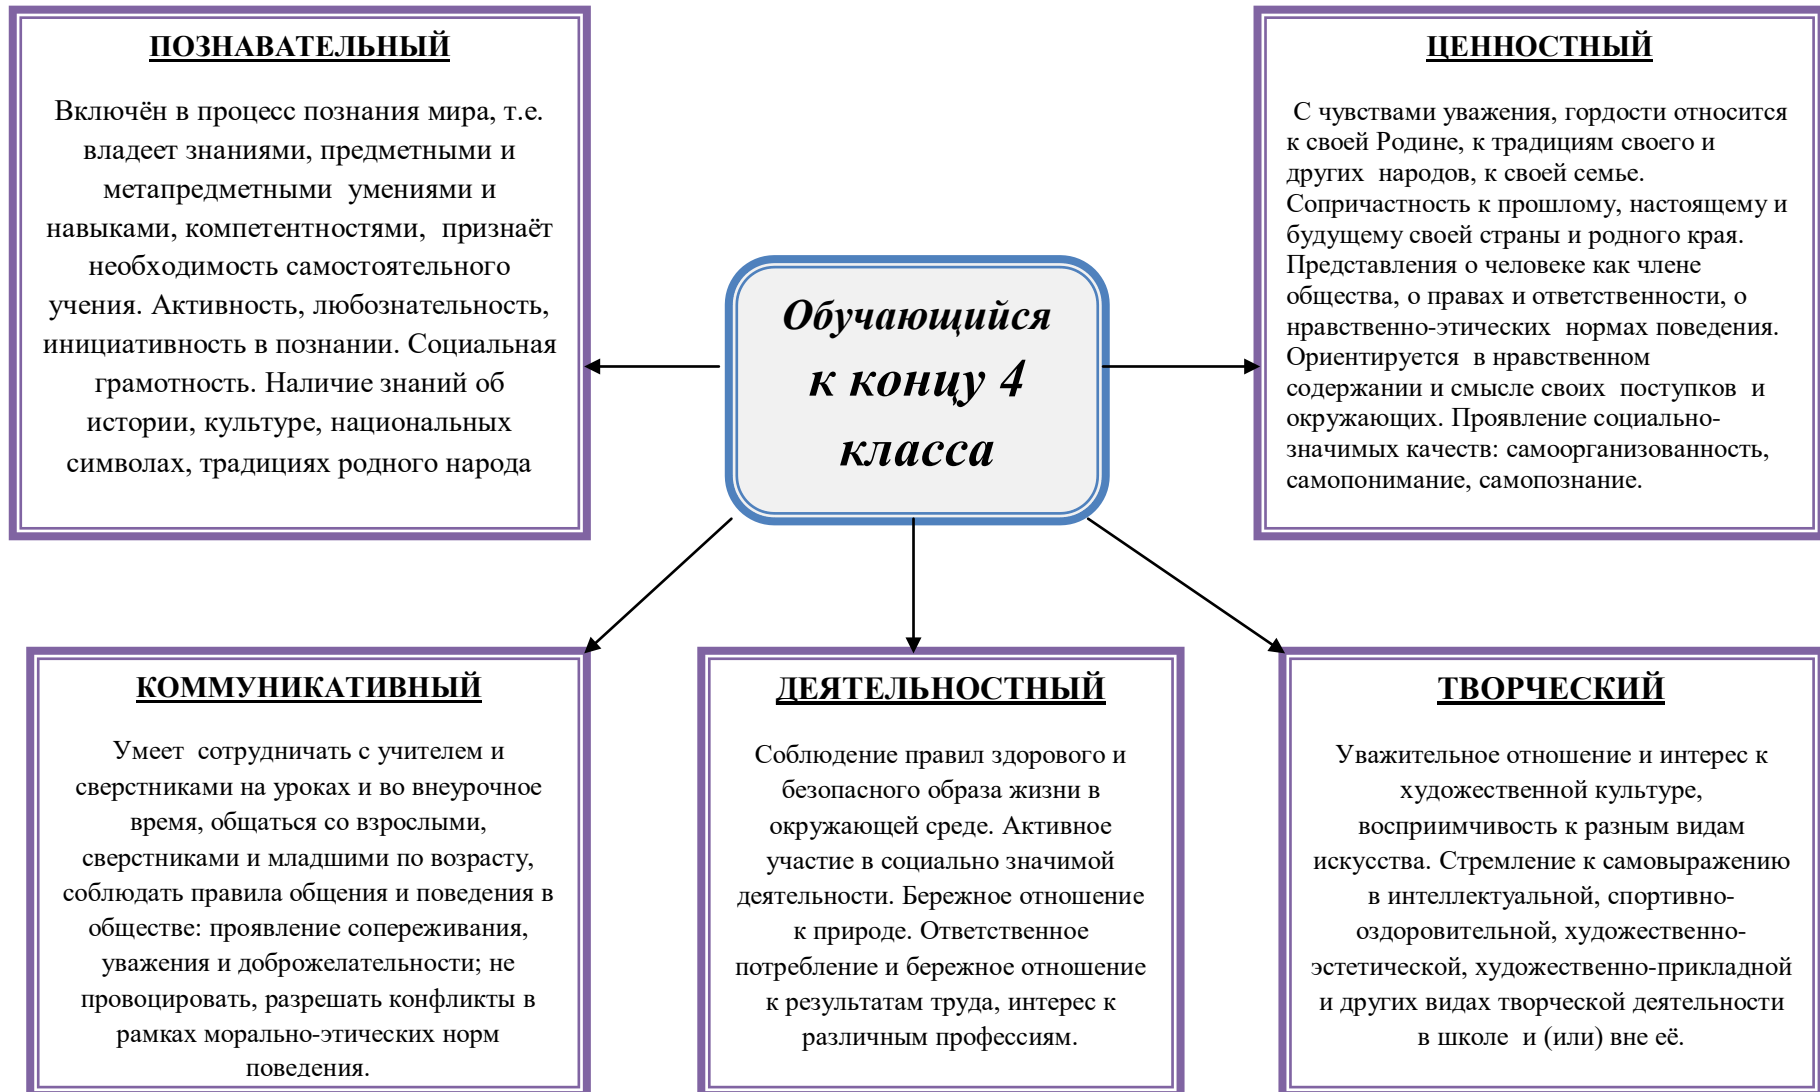 ПОЗНАВАТЕЛЬНЫЙ
Включён в процесс познания мира, т.е.
владеет знаниями, предметными и
метапредметными умениями и
навыками, компетентностями, признаёт
необходимость самостоятельного
учения. Активность, любознательность,
инициативность в познании. Социальная
грамотность. Наличие знаний об
истории, культуре, национальных
символах, традициях родного народа
ЦЕННОСТНЫЙ
С чувствами уважения, гордости относится
к своей Родине, к традициям своего и
других народов, к своей семье.
Сопричастность к прошлому, настоящему и
будущему своей страны и родного края.
Представления о человеке как члене
общества, о правах и ответственности, о
нравственно-этических нормах поведения.
Ориентируется в нравственном
содержании и смысле своих поступков и
окружающих. Проявление социально-
значимых качеств: самоорганизованность,
самопонимание, самопознание.
Обучающийся
к концу 4
класса
КОММУНИКАТИВНЫЙ
Умеет сотрудничать с учителем и
сверстниками на уроках и во внеурочное
время, общаться со взрослыми,
сверстниками и младшими по возрасту,
соблюдать правила общения и поведения в
обществе: проявление сопереживания,
уважения и доброжелательности; не
провоцировать, разрешать конфликты в
рамках морально-этических норм
поведения.
ДЕЯТЕЛЬНОСТНЫЙ
Соблюдение правил здорового и
безопасного образа жизни в
окружающей среде. Активное
участие в социально значимой
деятельности. Бережное отношение
к природе. Ответственное
потребление и бережное отношение
к результатам труда, интерес к
различным профессиям.
ТВОРЧЕСКИЙ
Уважительное отношение и интерес к
художественной культуре,
восприимчивость к разным видам
искусства. Стремление к самовыражению
в интеллектуальной, спортивно-
оздоровительной, художественно-
эстетической, художественно-прикладной
и других видах творческой деятельности
в школе и (или) вне её.